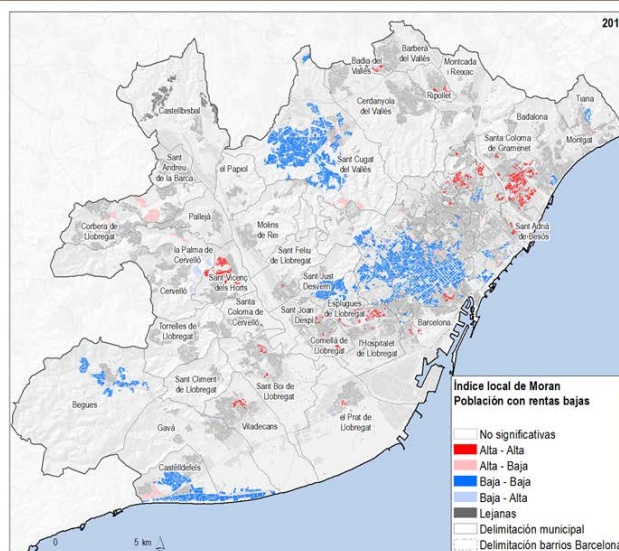 201
Badia del
Vallès
Barberà
del Vallès
Montcada
i Reixac
Castellbisbal
Cerdanyola
del Vallès
Ripollet
Tiana
Badalona
Montgat
Santa Coloma
de Gramenet
Sant
Andreu
de la Barca
el Papiol
Sant Cugat
del Vallès
Corbera de
Llobregat
Pallejà
Molins
de Rei
Sant Adrià
de Besòs
la Palma de
Cervelló
Sant Feliu
de Llobregat
Cervelló
Sant Vicenç
dels Horts
Sant Just
Desvern
Santa
Coloma de
Cervelló
Sant Joan
Despí
Esplugues
de Llobregat
Barcelona
Torrelles de
Llobregat
Cornellà de
Llobregat
l'Hospitalet
de Llobregat
Begues
Sant Climent
de Llobregat
Sant Boi de
Llobregat
Gavà
Viladecans
el Prat de
Llobregat
Castelldefels
0 5 km
Índice local de Moran
Población con rentas bajas
No significativas
Alta - Alta
Alta - Baja
Baja - Baja
Baja - Alta
Lejanas
Delimitación municipal
Delimitación barrios Barcelona